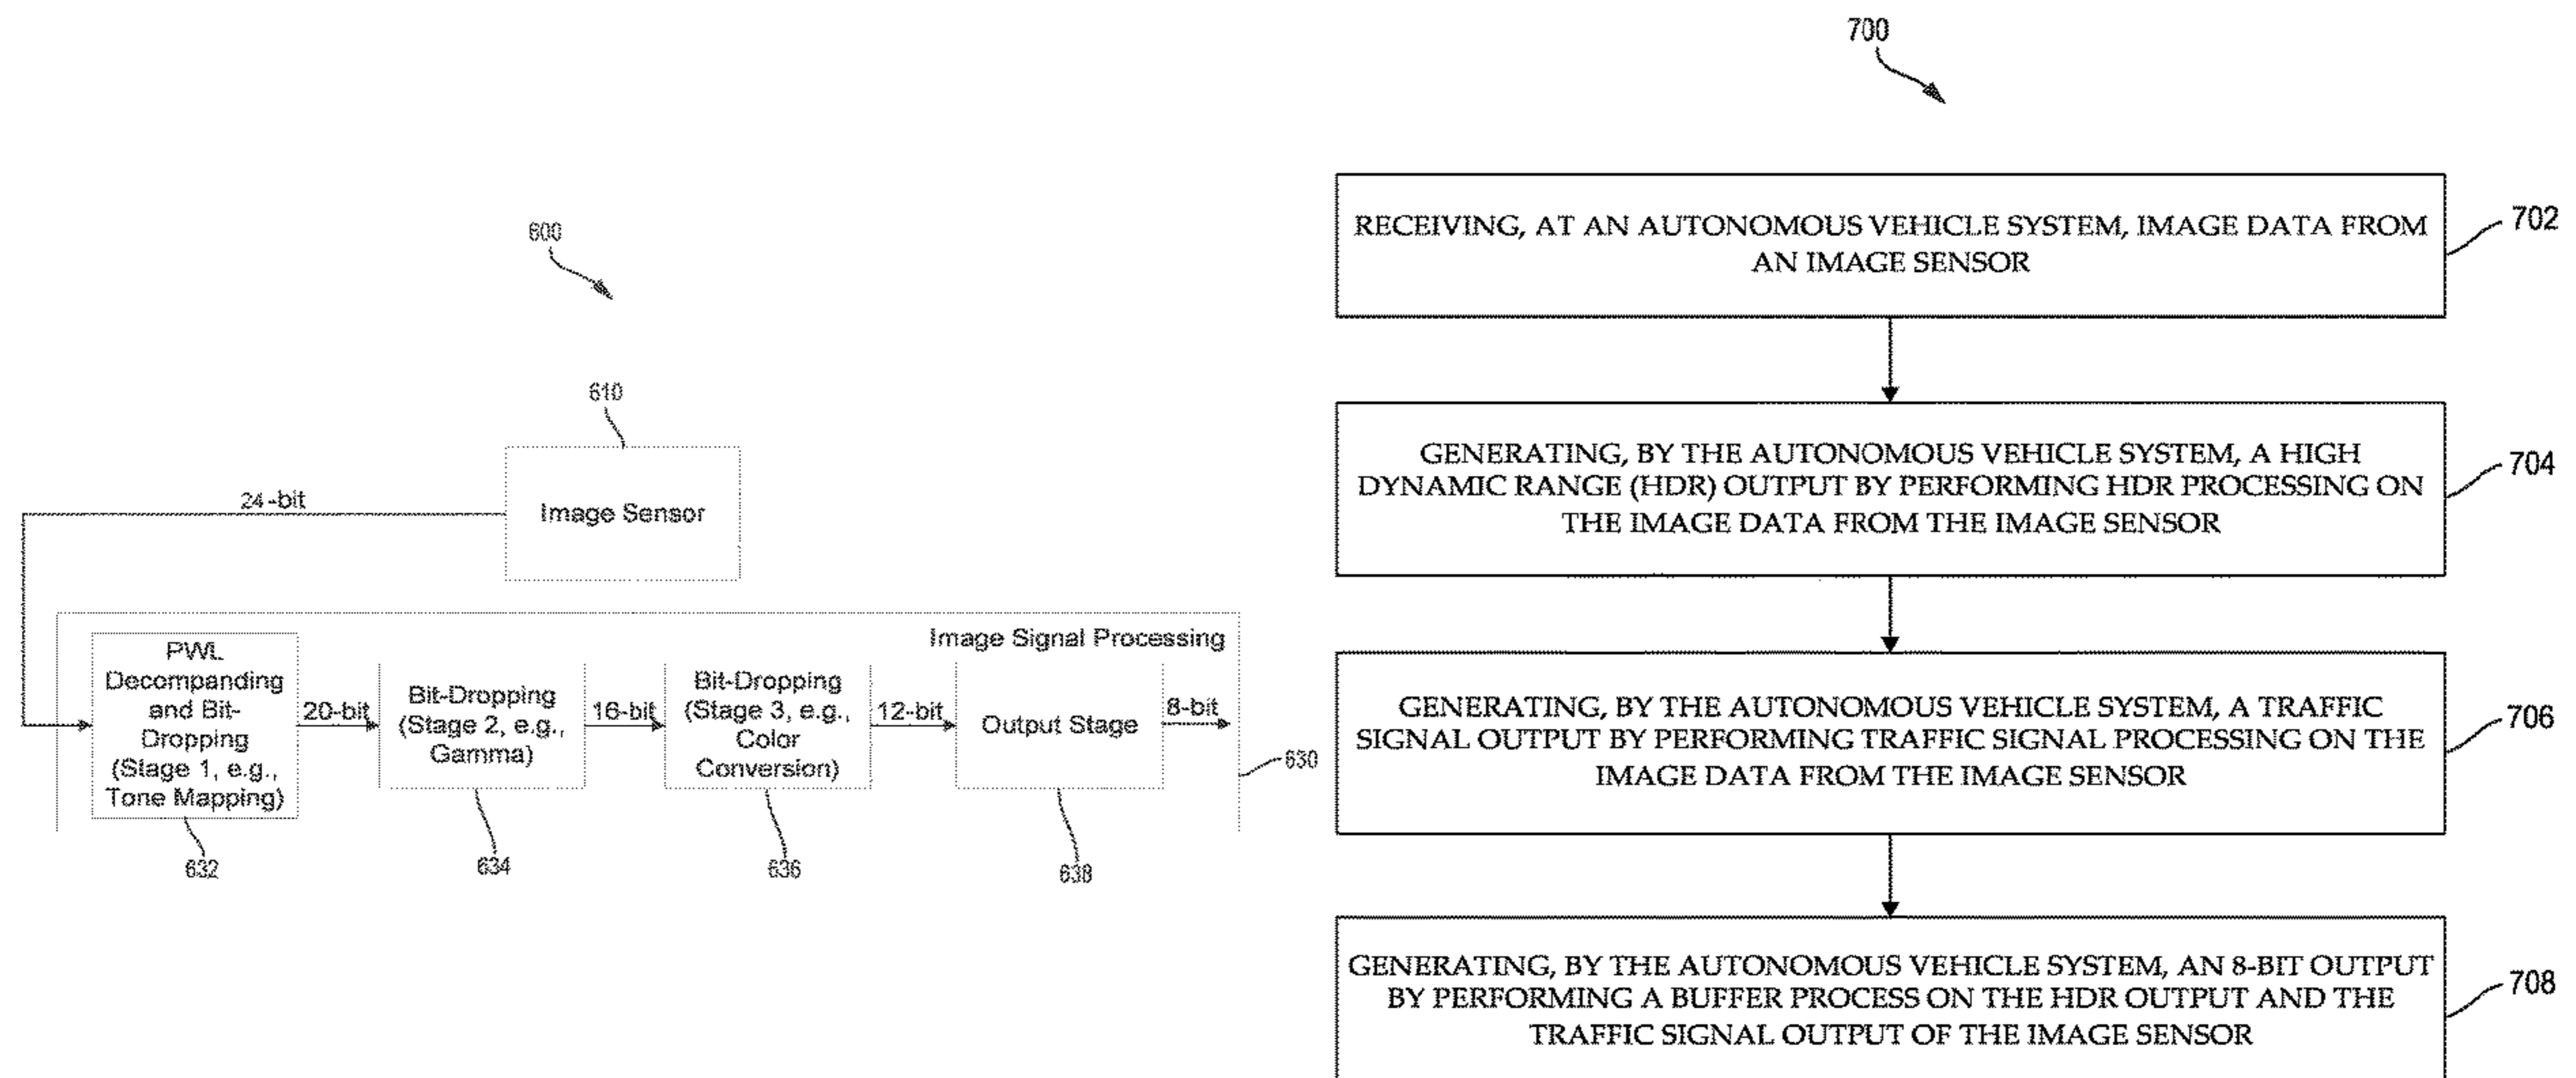 600
610
Image Sensor
24-bit
Image Signal Processing
PWL
Decompanding
and Bit-
Dropping
(Stage 1, e.g.,
Tone Mapping)
20-bit
Bit-Dropping
(Stage 2, e.g.,
Gamma)
16-bit
Bit-Dropping
(Stage 3, e.g.,
Color
Conversion)
12-bit
Output Stage
8-bit
630
632
634
636
638
700
RECEIVING, AT AN AUTONOMOUS VEHICLE SYSTEM, IMAGE DATA FROM
AN IMAGE SENSOR
702
GENERATING, BY THE AUTONOMOUS VEHICLE SYSTEM, A HIGH
DYNAMIC RANGE (HDR) OUTPUT BY PERFORMING HDR PROCESSING ON
THE IMAGE DATA FROM THE IMAGE SENSOR
704
GENERATING, BY THE AUTONOMOUS VEHICLE SYSTEM, A TRAFFIC
SIGNAL OUTPUT BY PERFORMING TRAFFIC SIGNAL PROCESSING ON THE
IMAGE DATA FROM THE IMAGE SENSOR
706
GENERATING, BY THE AUTONOMOUS VEHICLE SYSTEM, AN 8-BIT OUTPUT
BY PERFORMING A BUFFER PROCESS ON THE HDR OUTPUT AND THE
TRAFFIC SIGNAL OUTPUT OF THE IMAGE SENSOR
708